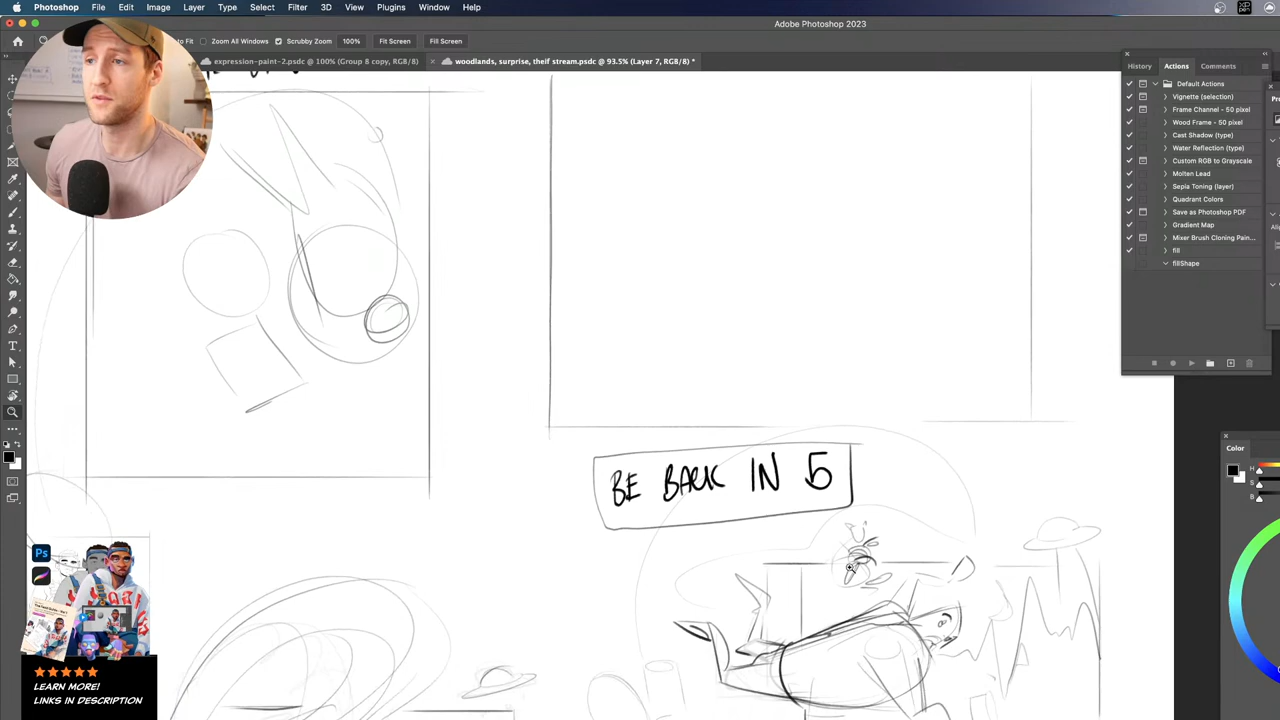 Photoshop File Edit Image Layer Type Select Filter 3D View Plugins Window Help
Adobe Photoshop 2023
to Fit Zoom All Windows Scrubby Zoom 100% Fit Screen Fill Screen
expression-paint-2.psdc @ 100% (Group 8 copy, RGB/8) × woodlands, surprise, theif stream.psdc @ 93.5% (Layer 7, RGB/8) *
History Actions Comments
Default Actions
Vignette (selection)
Frame Channel - 50 pixel
Wood Frame - 50 pixel
Cast Shadow (type)
Water Reflection (type)
Custom RGB to Grayscale
Molten Lead
Sepia Toning (layer)
Quadrant Colors
Save as Photoshop PDF
Gradient Map
Mixer Brush Cloning Pain...
fill
fillShape
Color
H
S
B
BE BACK IN 5
Ps
LEARN MORE!
LINKS IN DESCRIPTION